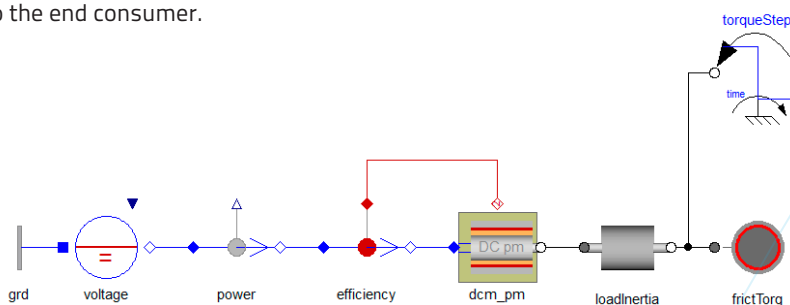 o the end consumer.
torqueStep
time
DC pm
grd
voltage
power
efficiency
dcm_pm
loadInertia
frictTorq